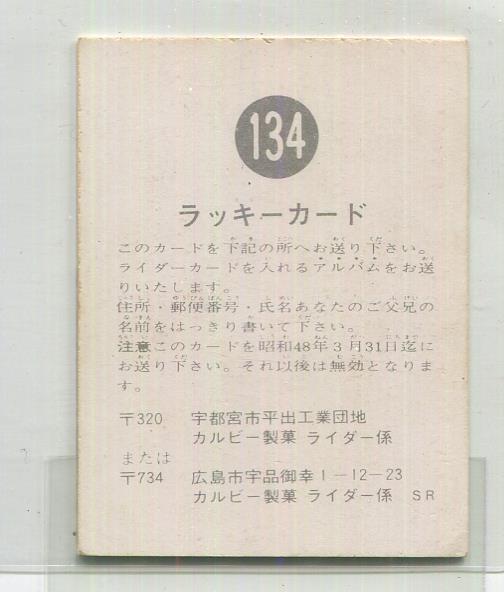 134
ラッキーカード
このカードを下記の所へお送り下さい。
ライダーカードを入れるアルバムをお送
りいたします。
住所・郵便番号・氏名あなたのご父兄の
名前をはっきり書いて下さい。
注意このカードを昭和48年3月31日迄に
お送り下さい。それ以後は無効となりま
す。
〒320 宇都宮市平出工業団地
カルビー製菓 ライダー係
または
〒734 広島市宇品御幸1-12-23
カルビー製菓 ライダー係 SR